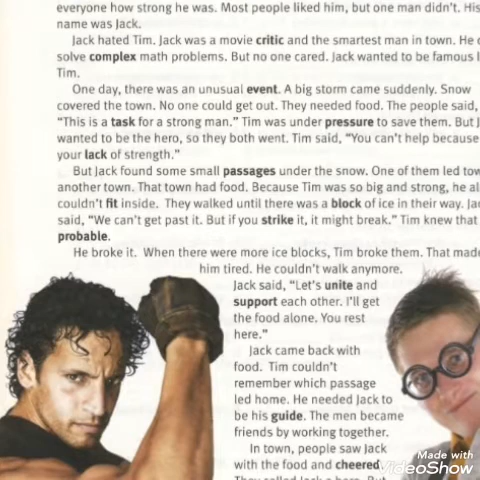 everyone how strong he was. Most people liked him, but one man didn't. His
name was Jack.
Jack hated Tim. Jack was a movie critic and the smartest man in town. He
solve complex math problems. But no one cared. Jack wanted to be famous
Tim.
One day, there was an unusual event. A big storm came suddenly. Snow
covered the town. No one could get out. They needed food. The people said,
"This is a task for a strong man." Tim was under pressure to save them. But
wanted to be the hero, so they both went. Tim said, "You can't help because
your lack of strength."
But Jack found some small passages under the snow. One of them led
another town. That town had food. Because Tim was so big and strong, he
couldn't fit inside. They walked until there was a block of ice in their way.
said, "We can't get past it. But if you strike it, it might break." Tim knew that
probable.
He broke it. When there were more ice blocks, Tim broke them. That made
him tired. He couldn't walk anymore.
Jack said, "Let's unite and
support each other. I'll get
the food alone. You rest
here."
Jack came back with
food. Tim couldn't
remember which passage
led home. He needed Jack to
be his guide. The men became
friends by working together.
In town, people saw Jack
with the food and cheered.
Made with
VideoShow